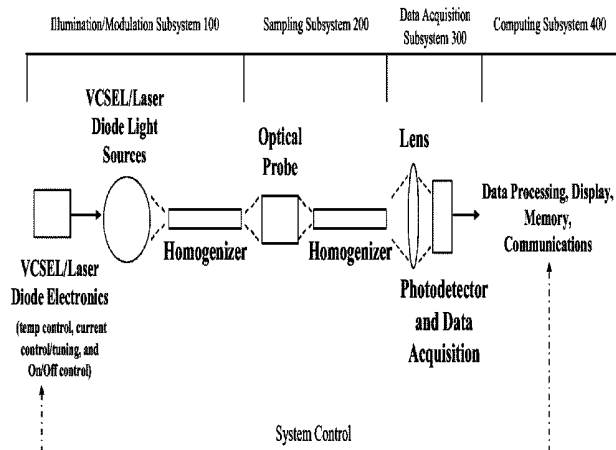 Illumination/Modulation Subsystem 100
Sampling Subsystem 200
Data Acquisition
Subsystem 300
Computing Subsystem 400
VCSEL/Laser
Diode Light
Sources
Optical
Probe
Lens
Data Processing, Display,
Memory,
Communications
Homogenizer
Homogenizer
VCSEL/Laser
Diode Electronics
(temp control, current
control/tuning, and
On/Off control)
Photodetector
and Data
Acquisition
System Control